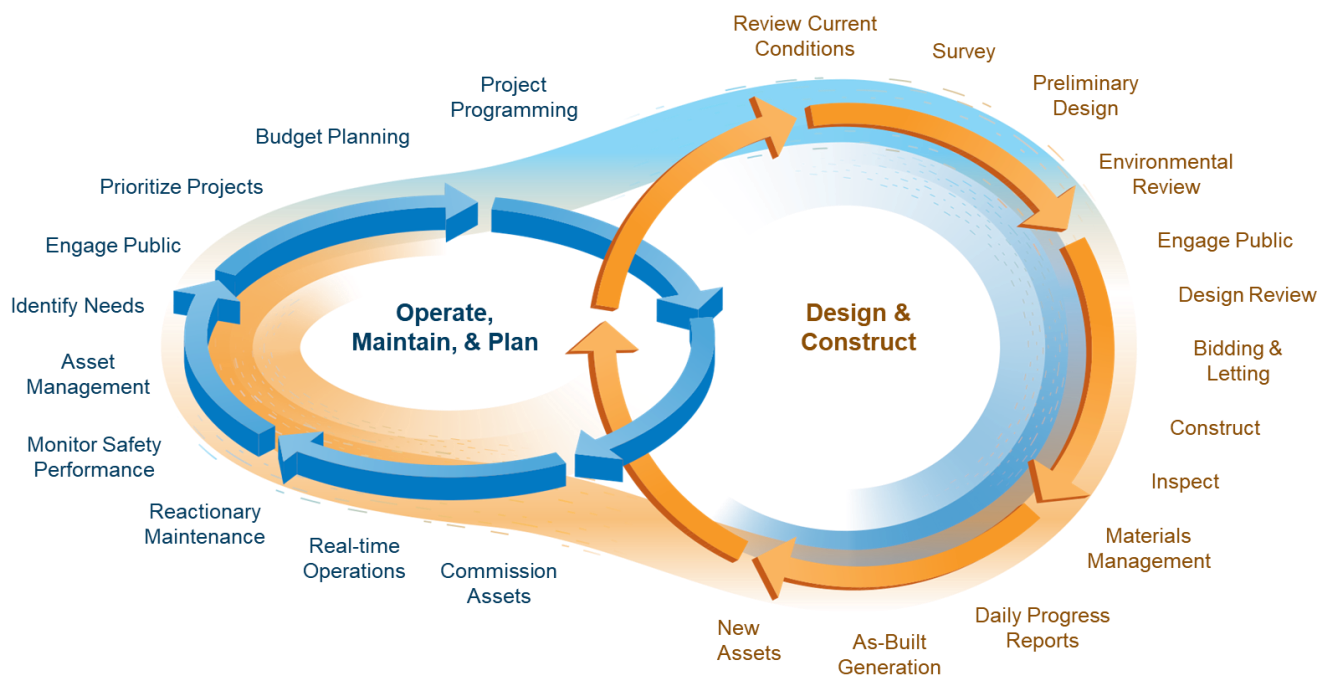 Review Current
Conditions
Survey
Preliminary
Design
Project
Programming
Budget Planning
Environmental
Review
Prioritize Projects
Engage Public
Engage Public
Identify Needs
Design Review
Operate,
Maintain, & Plan
Design &
Construct
Asset
Management
Bidding &
Letting
Construct
Monitor Safety
Performance
Inspect
Reactionary
Maintenance
Materials
Management
Real-time
Operations
Commission
Assets
Daily Progress
Reports
New
Assets
As-Built
Generation